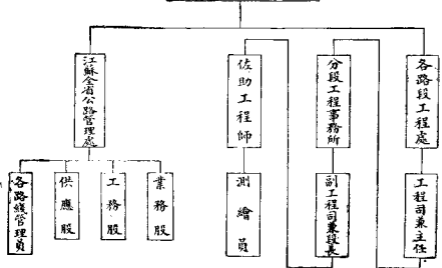 各路段工程處
分段工程事務所
佐助工程師
江蘇全省公路管理處
工程司兼主任
副工程司兼段長
測繪員
業務股
工務股
供應股
各路綫管理員